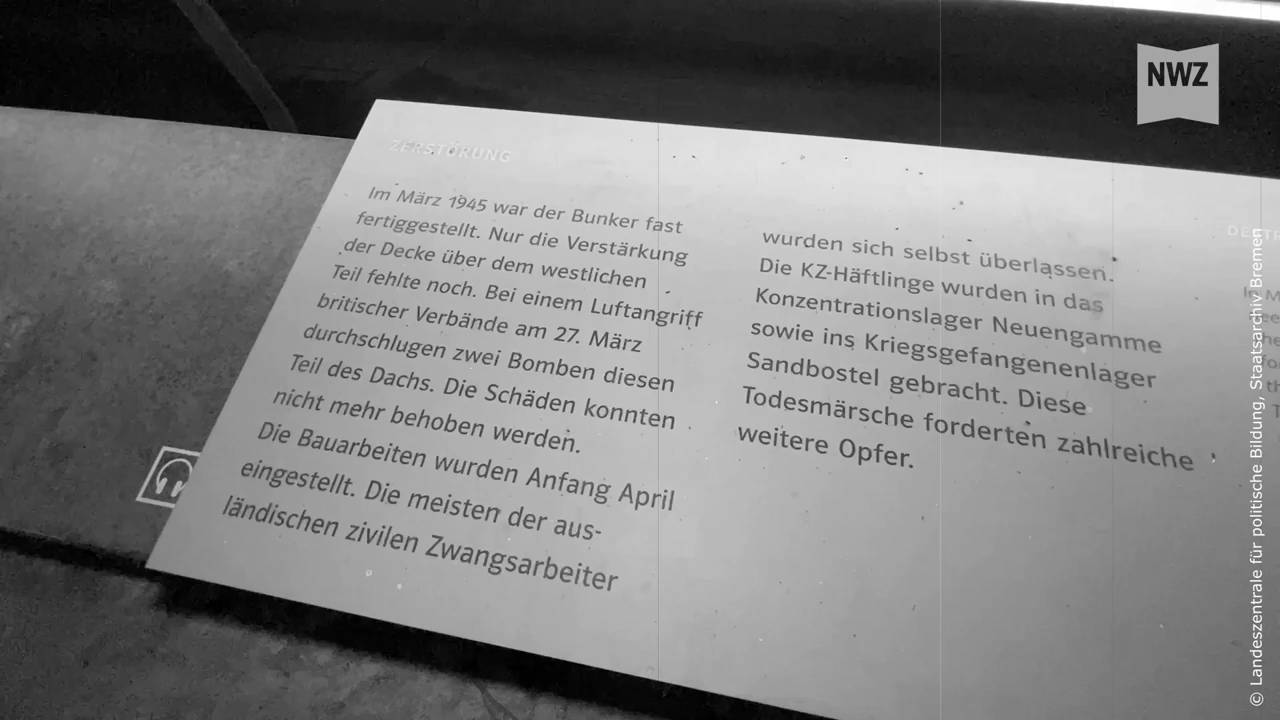 NWZ
ZERSTÖRUNG
Im März 1945 war der Bunker fast
fertiggestellt. Nur die Verstärkung
der Decke über dem westlichen
Teil fehlte noch. Bei einem Luftangriff
britischer Verbände am 27. März
durchschlugen zwei Bomben diesen
Teil des Dachs. Die Schäden konnten
nicht mehr behoben werden.
Die Bauarbeiten wurden Anfang April
eingestellt. Die meisten der aus-
ländischen zivilen Zwangsarbeiter
wurden sich selbst überlassen.
Die KZ-Häftlinge wurden in das
Konzentrationslager Neuengamme
sowie ins Kriegsgefangenenlager
Sandbostel gebracht. Diese
Todesmärsche forderten zahlreiche
weitere Opfer.
© Landeszentrale für politische Bildung, Staatsarchiv Bremen